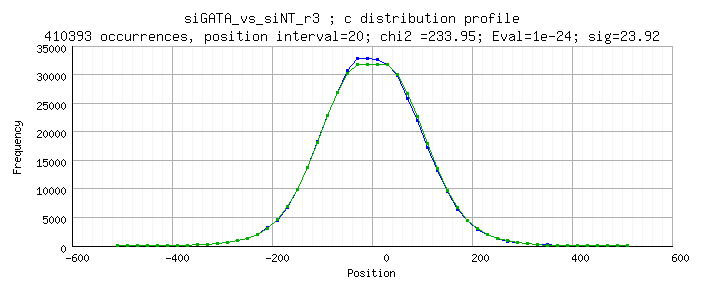 siGATA_vs_siNT_r3 ; c distribution profile
410393 occurrences, position interval=20; chi2 =233.95; Eval=1e-24; sig=23.92
35000
30000
25000
20000
15000
10000
5000
0
Frequency
-600 -400 -200 0 200 400 600
Position